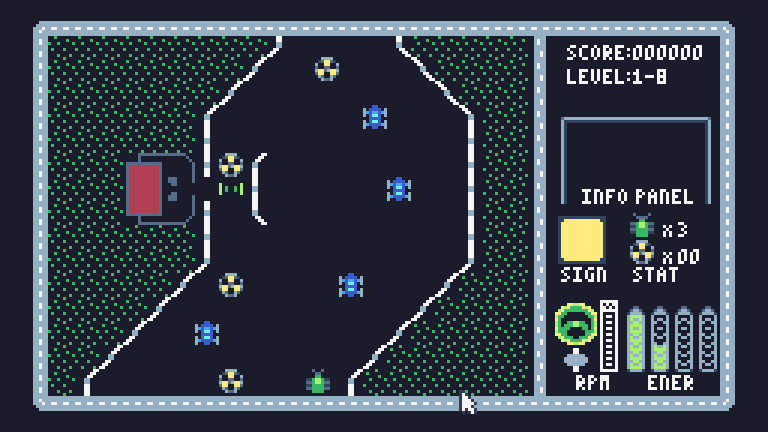 SCORE:000000
LEVEL:1-8
INFO PANEL
x3
x00
SIGN STAT
RPM ENER